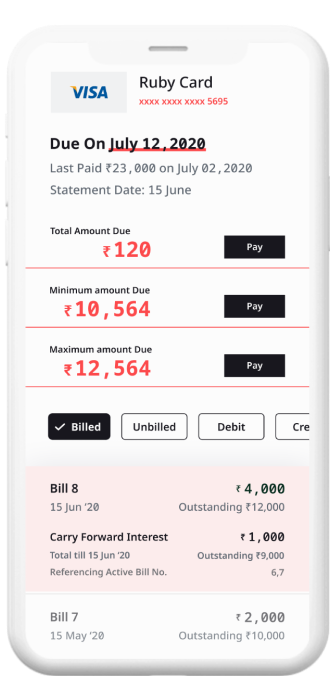 VISA
Ruby Card
xxxx xxxx xxxx 5695
Due On July 12,2020
Last Paid ₹23,000 on July 02,2020
Statement Date: 15 June
Total Amount Due
₹120
Pay
Minimum amount Due
₹10,564
Pay
Maximum amount Due
₹12,564
Pay
Billed
Unbilled
Debit
Cre
Bill 8
₹ 4,000
15 Jun '20
Outstanding ₹12,000
Carry Forward Interest
₹ 1,000
Total till 15 Jun '20
Outstanding ₹9,000
Referencing Active Bill No.
6,7
Bill 7
₹ 2,000
15 May '20
Outstanding ₹10,000